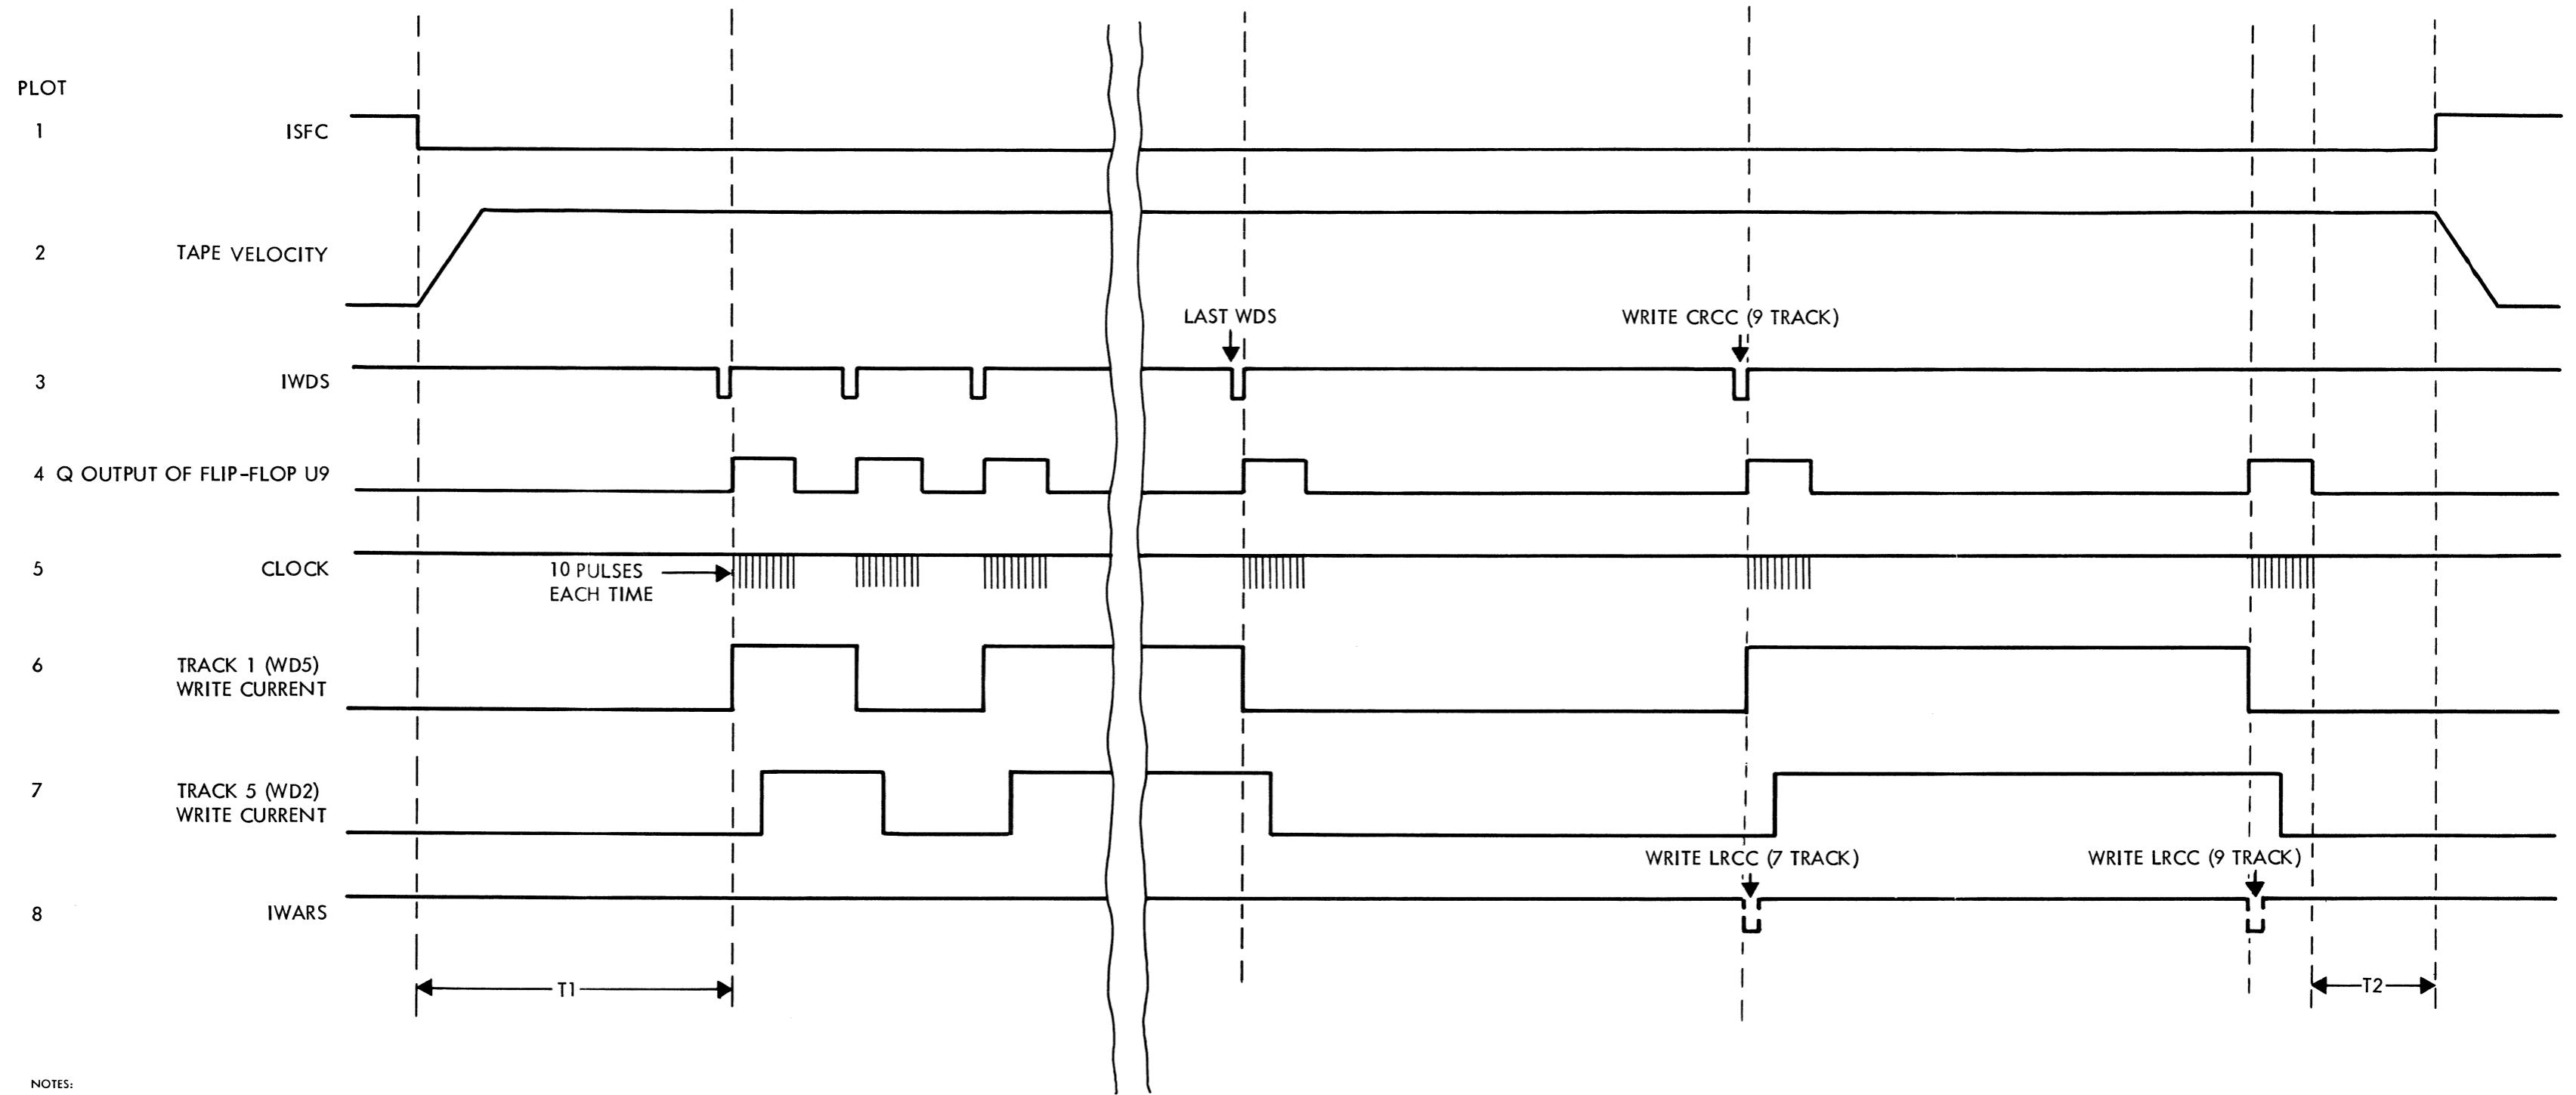 PLOT
1 ISFC
2 TAPE VELOCITY
LAST WDS
WRITE CRCC (9 TRACK)
3 IWDS
4 Q OUTPUT OF FLIP-FLOP U9
5 CLOCK
10 PULSES
EACH TIME
6 TRACK 1 (WD5)
WRITE CURRENT
7 TRACK 5 (WD2)
WRITE CURRENT
WRITE LRCC (7 TRACK)
WRITE LRCC (9 TRACK)
8 IWARS
T1
T2
NOTES: